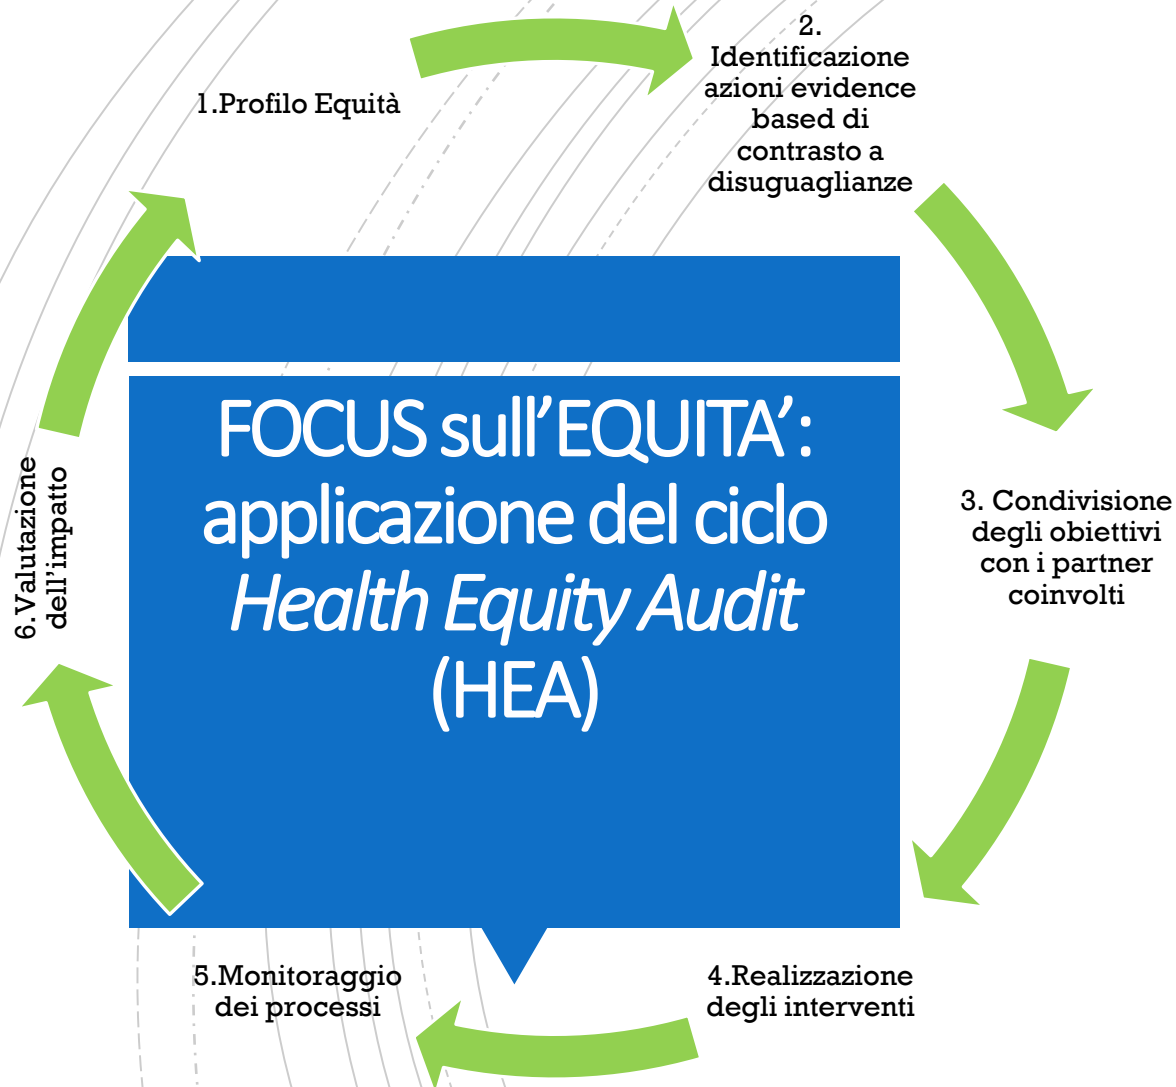 1.Profilo Equità
2.
Identificazione
azioni evidence
based di
contrasto a
disuguaglianze
3. Condivisione
degli obiettivi
con i partner
coinvolti
4.Realizzazione
degli interventi
5.Monitoraggio
dei processi
6.Valutazione
dell'impatto
FOCUS sull'EQUITA':
applicazione del ciclo
Health Equity Audit
(HEA)